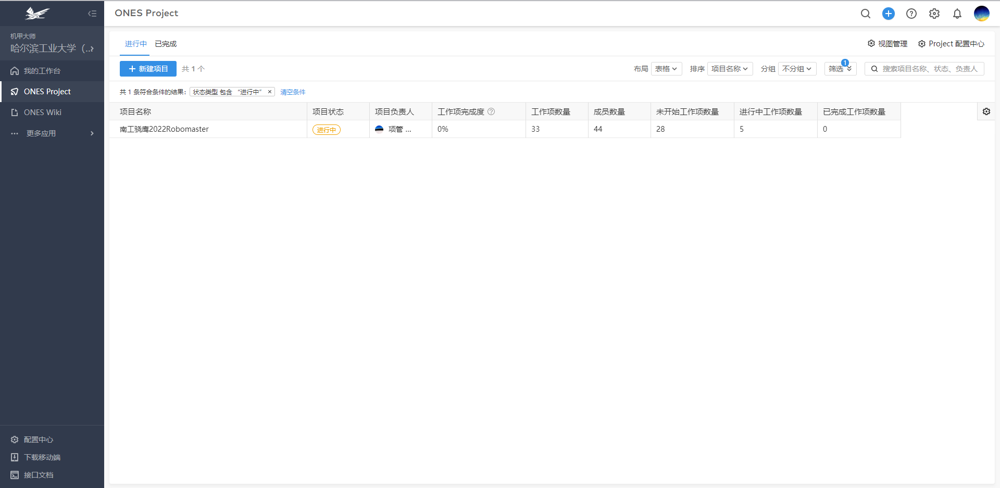 ONES Project
机甲大师
哈尔滨工业大学（...
我的工作台
ONES Project
ONES Wiki
更多应用
配置中心
下载移动端
接口文档
进行中 已完成
视图管理 Project 配置中心
新建项目 共 1 个
布局 表格 排序 项目名称 分组 不分组 筛选 1 搜索项目名称、状态、负责人
共 1 条符合条件的结果： 状态类型 包含 “进行中” × 清空条件
项目名称 项目状态 项目负责人 工作项完成度 工作项数量 成员数量 未开始工作项数量 进行中工作项数量 已完成工作项数量
南工骁鹰2022Robomaster 进行中 项管 ... 0% 33 44 28 5 0